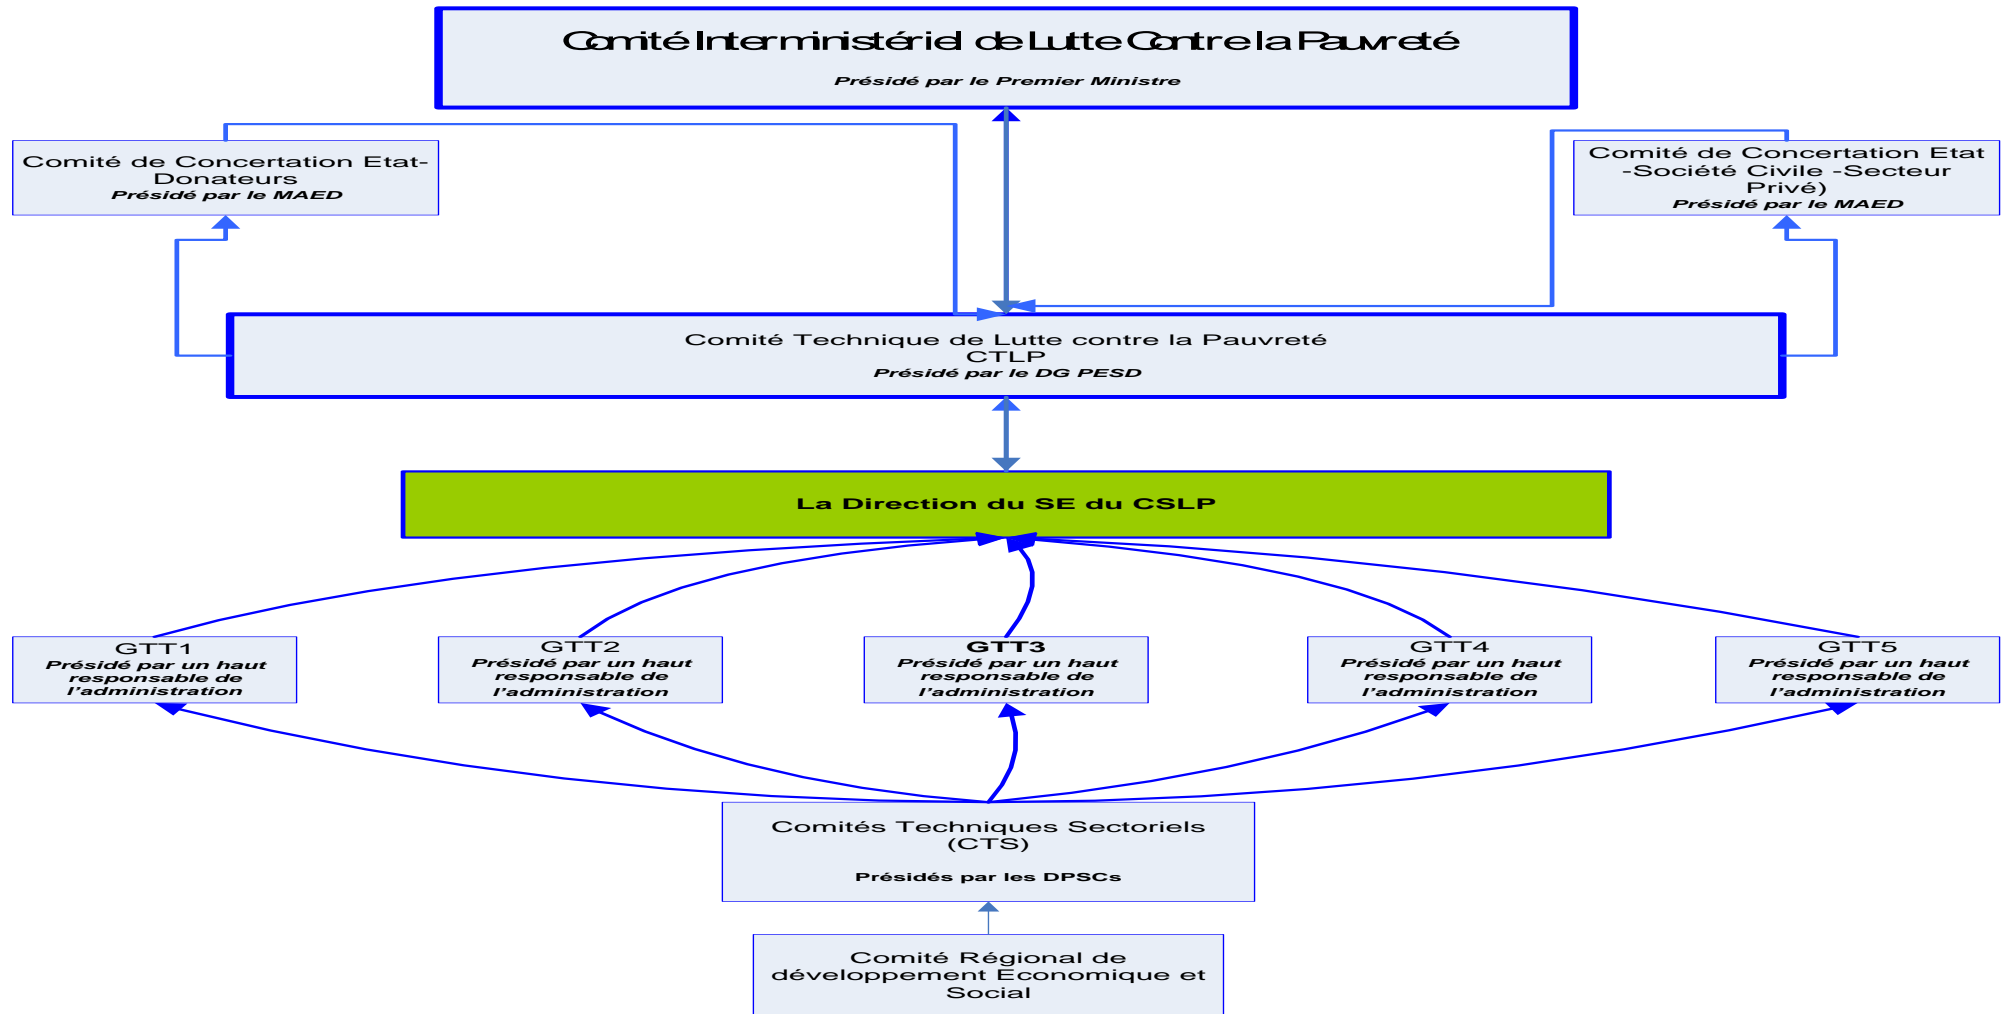 Comité Interministériel de Lutte Contre la Pauvreté
Présidé par le Premier Ministre
Comité de Concertation Etat-
Donateurs
Présidé par le MAED
Comité de Concertation Etat
-Société Civile -Secteur
Privé)
Présidé par le MAED
Comité Technique de Lutte contre la Pauvreté
CTLP
Présidé par le DG PESD
La Direction du SE du CSLP
GTT1
Présidé par un haut
responsable de
l’administration
GTT2
Présidé par un haut
responsable de
l’administration
GTT3
Présidé par un haut
responsable de
l’administration
GTT4
Présidé par un haut
responsable de
l’administration
GTT5
Présidé par un haut
responsable de
l’administration
Comités Techniques Sectoriels
(CTS)
Présidés par les DPSCs
Comité Régional de
développement Economique et
Social